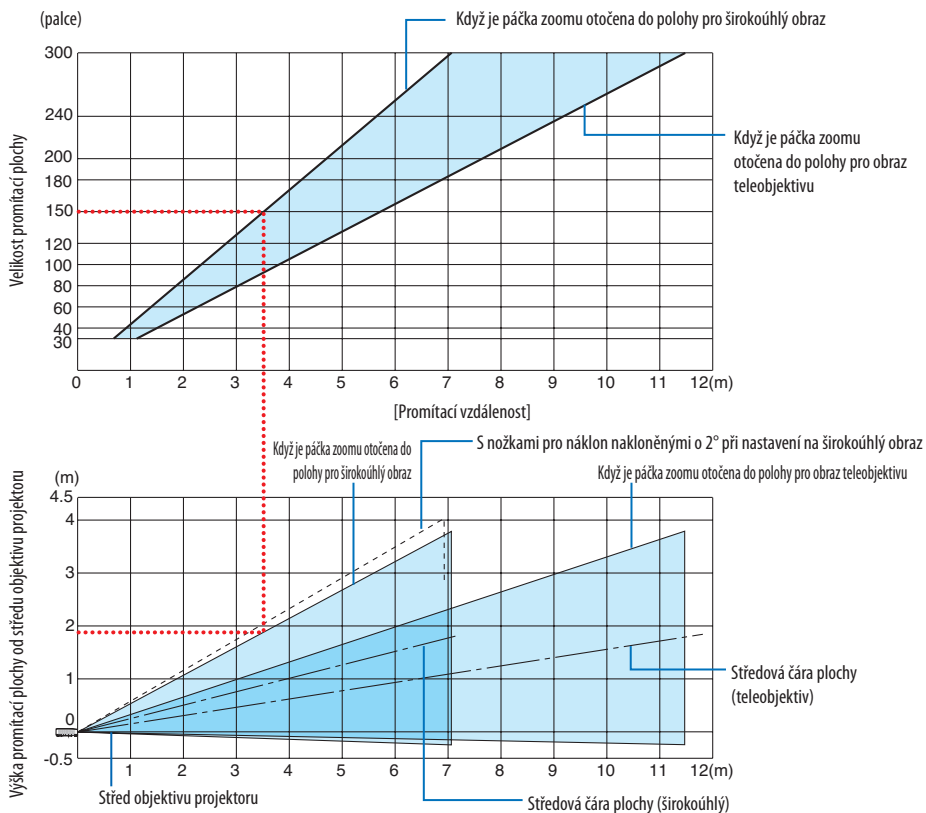 (palce)
Když je páčka zoomu otočena do polohy pro širokoúhlý obraz
300
240
200
180
150
120
100
80
60
40
30
Velikost promítací plochy
Když je páčka zoomu
otočena do polohy pro obraz
teleobjektivu
0 1 2 3 4 5 6 7 8 9 10 11 12(m)
[Promítací vzdálenost]
S nožkami pro náklon nakloněnými o 2° při nastavení na širokoúhlý obraz
Když je páčka zoomu otočena do
polohy pro širokoúhlý obraz
Když je páčka zoomu otočena do polohy pro obraz teleobjektivu
(m)
4.5
4
3
2
1
0
-0.5
Výška promítací plochy od středu objektivu projektoru
Středová čára plochy
(teleobjektiv)
1 2 3 4 5 6 7 8 9 10 11 12(m)
Střed objektivu projektoru
Středová čára plochy (širokoúhlý)